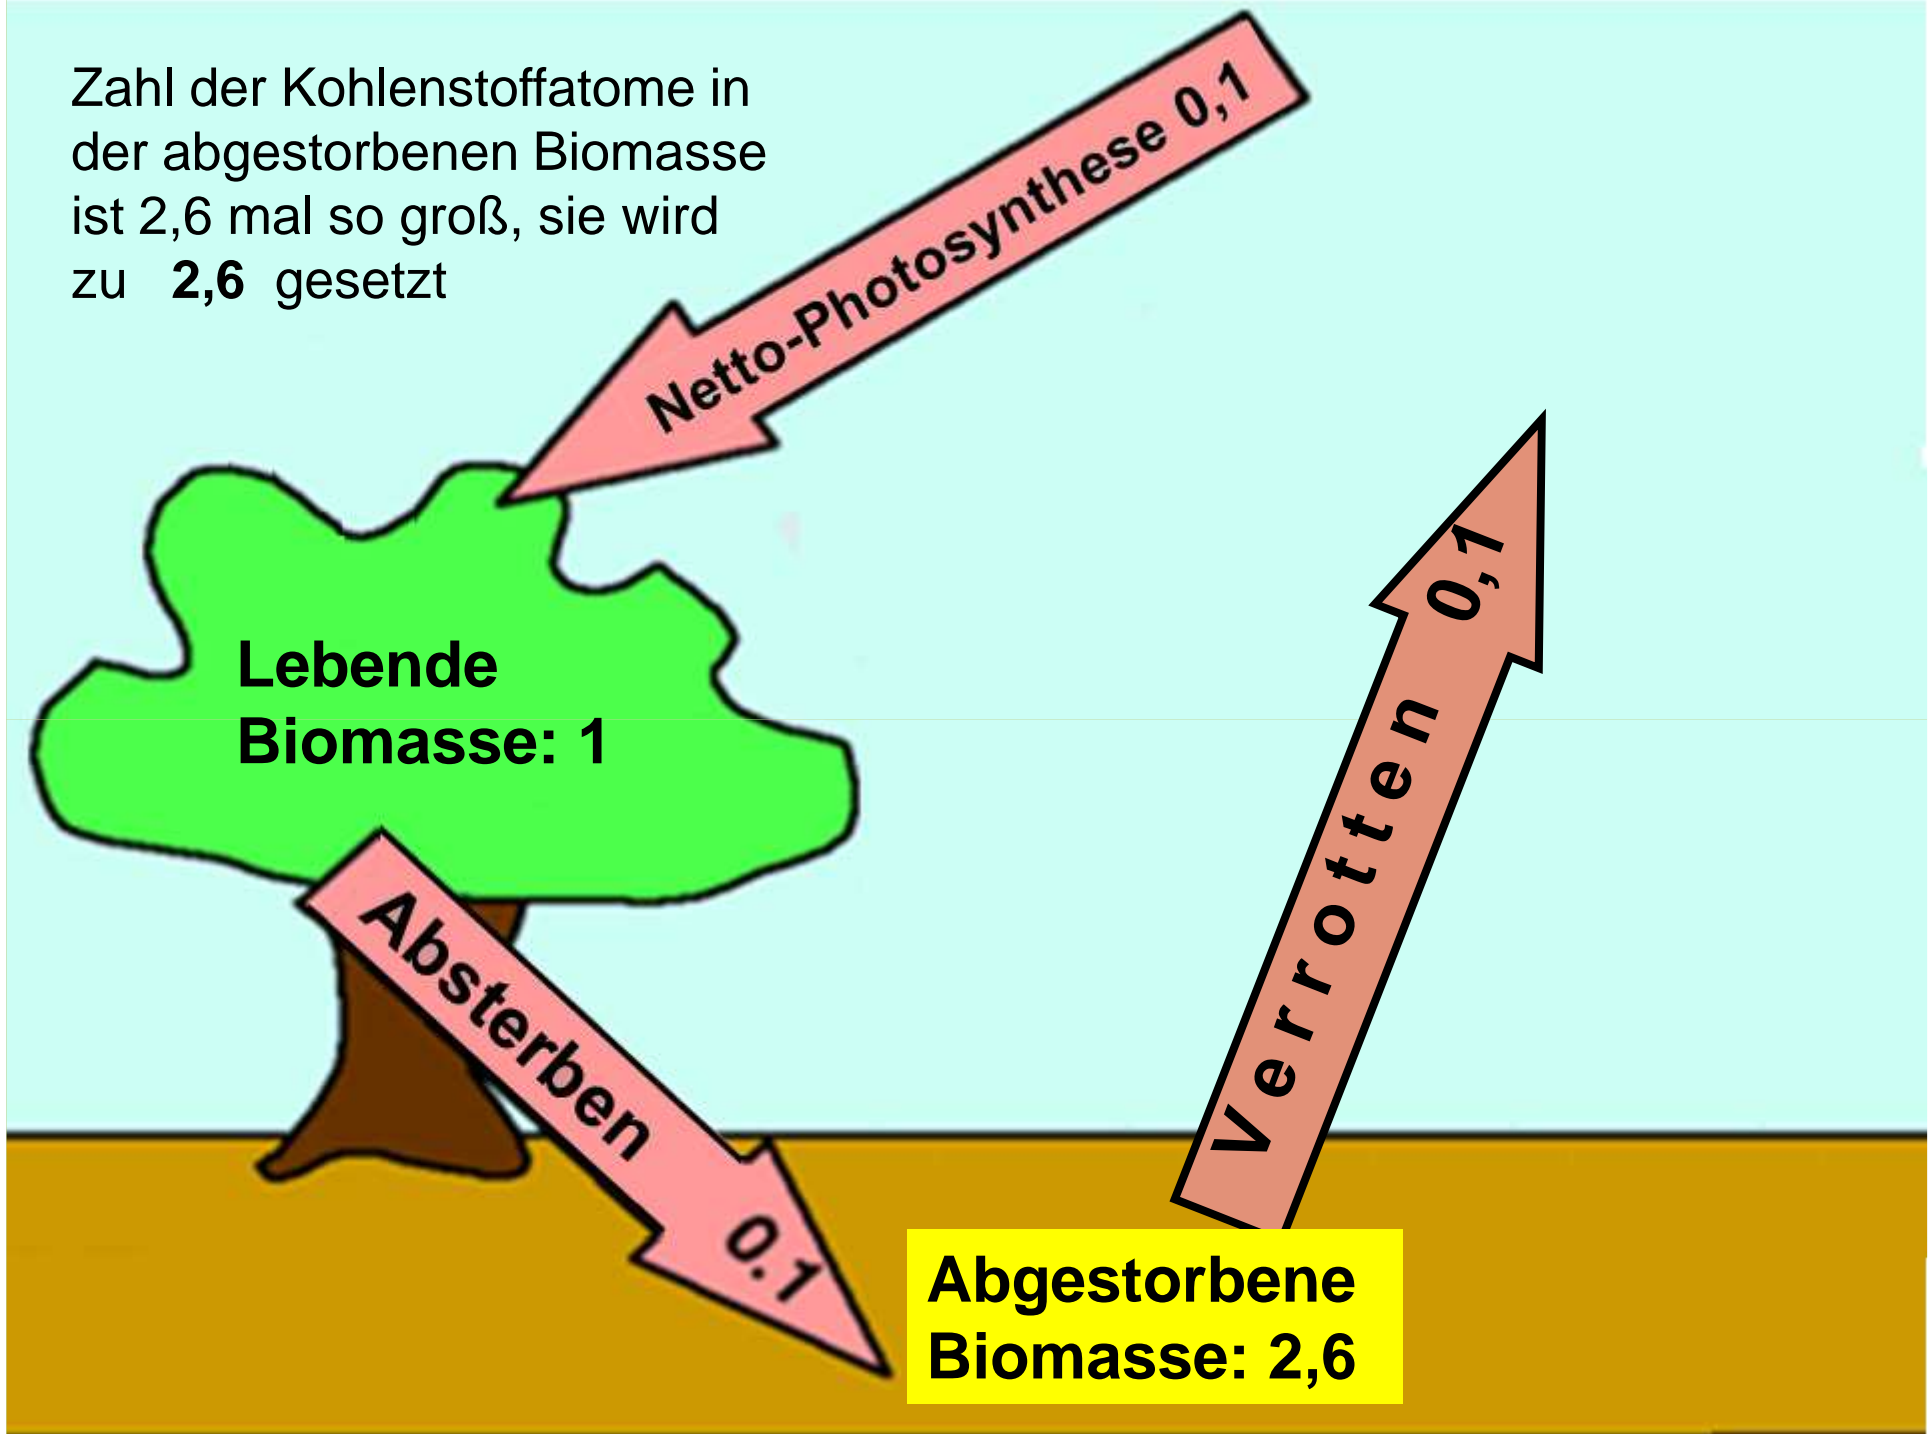 Zahl der Kohlenstoffatome in
der abgestorbenen Biomasse
ist 2,6 mal so groß, sie wird
zu 2,6 gesetzt
Netto-Photosynthese 0,1
Lebende
Biomasse: 1
Absterben 0.1
Verrotten 0,1
Abgestorbene
Biomasse: 2,6